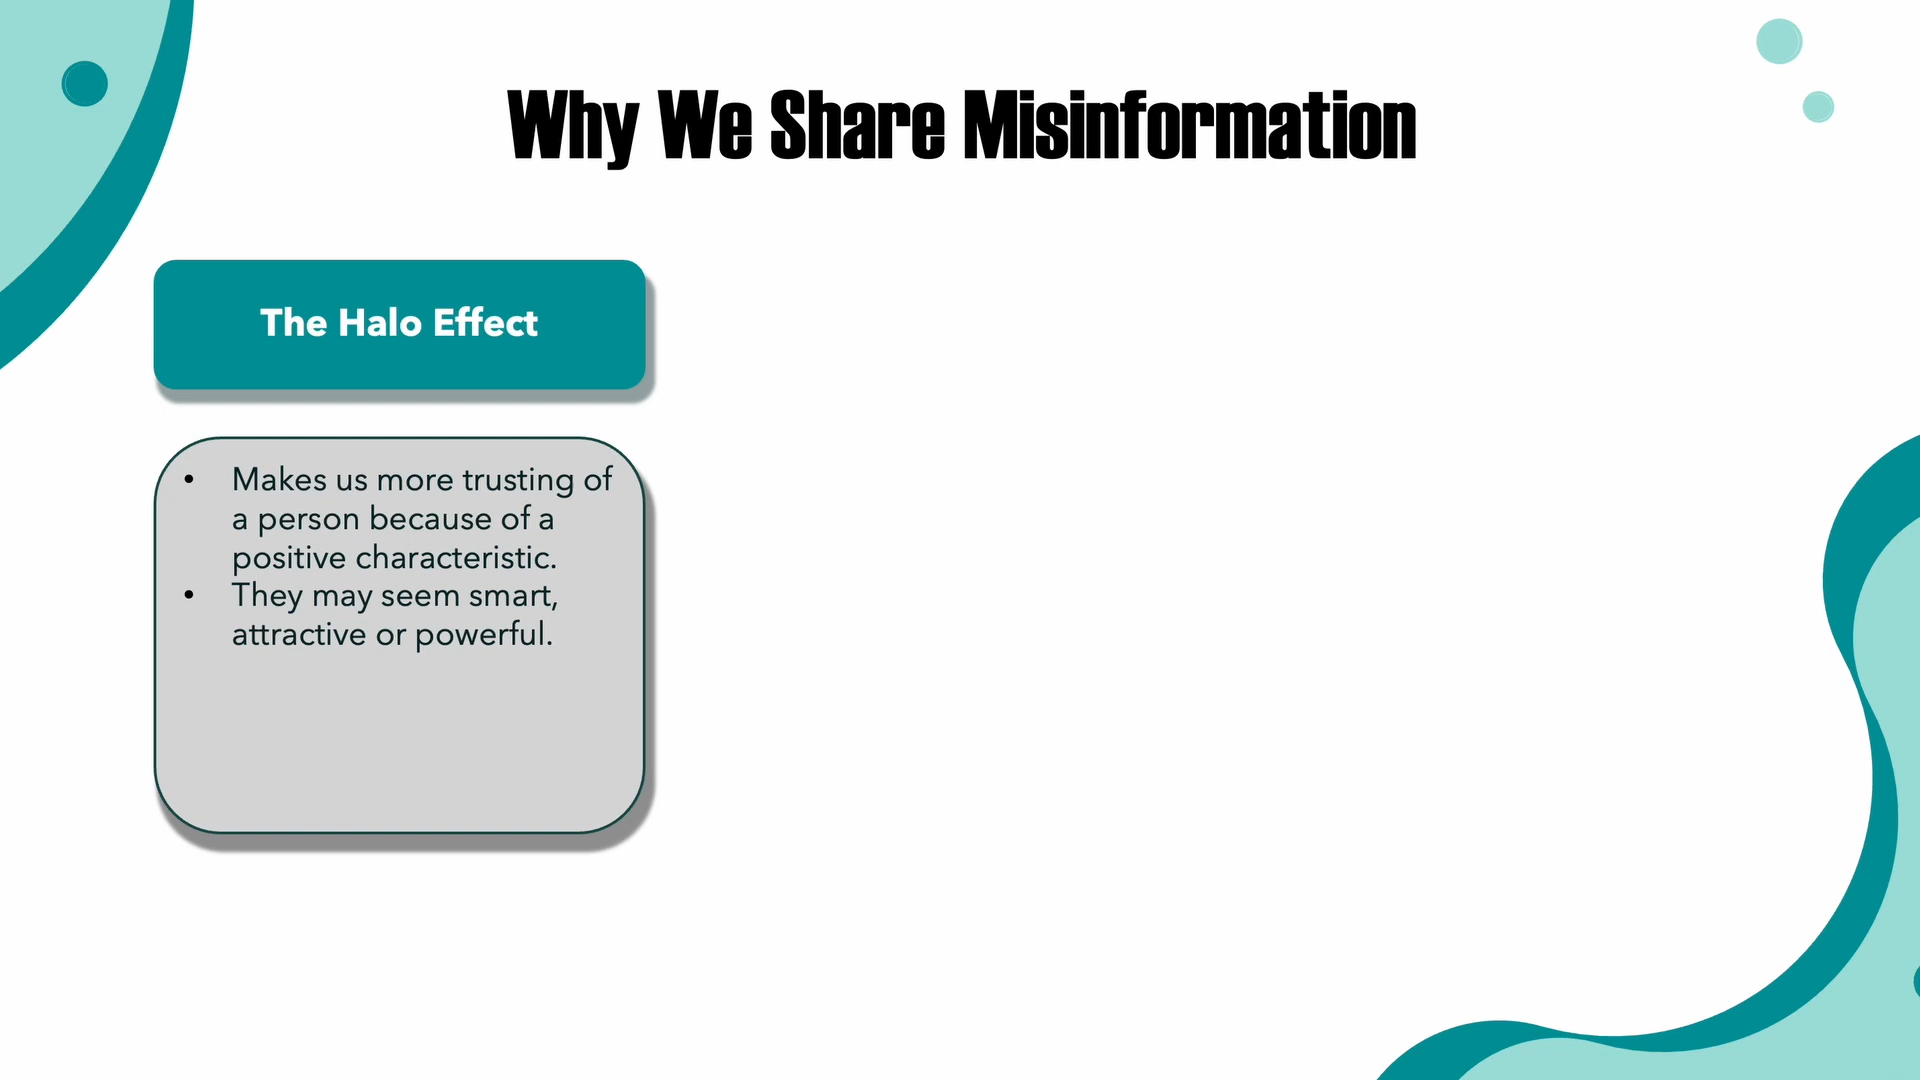 Why We Share Misinformation
The Halo Effect
• Makes us more trusting of
a person because of a
positive characteristic.
• They may seem smart,
attractive or powerful.